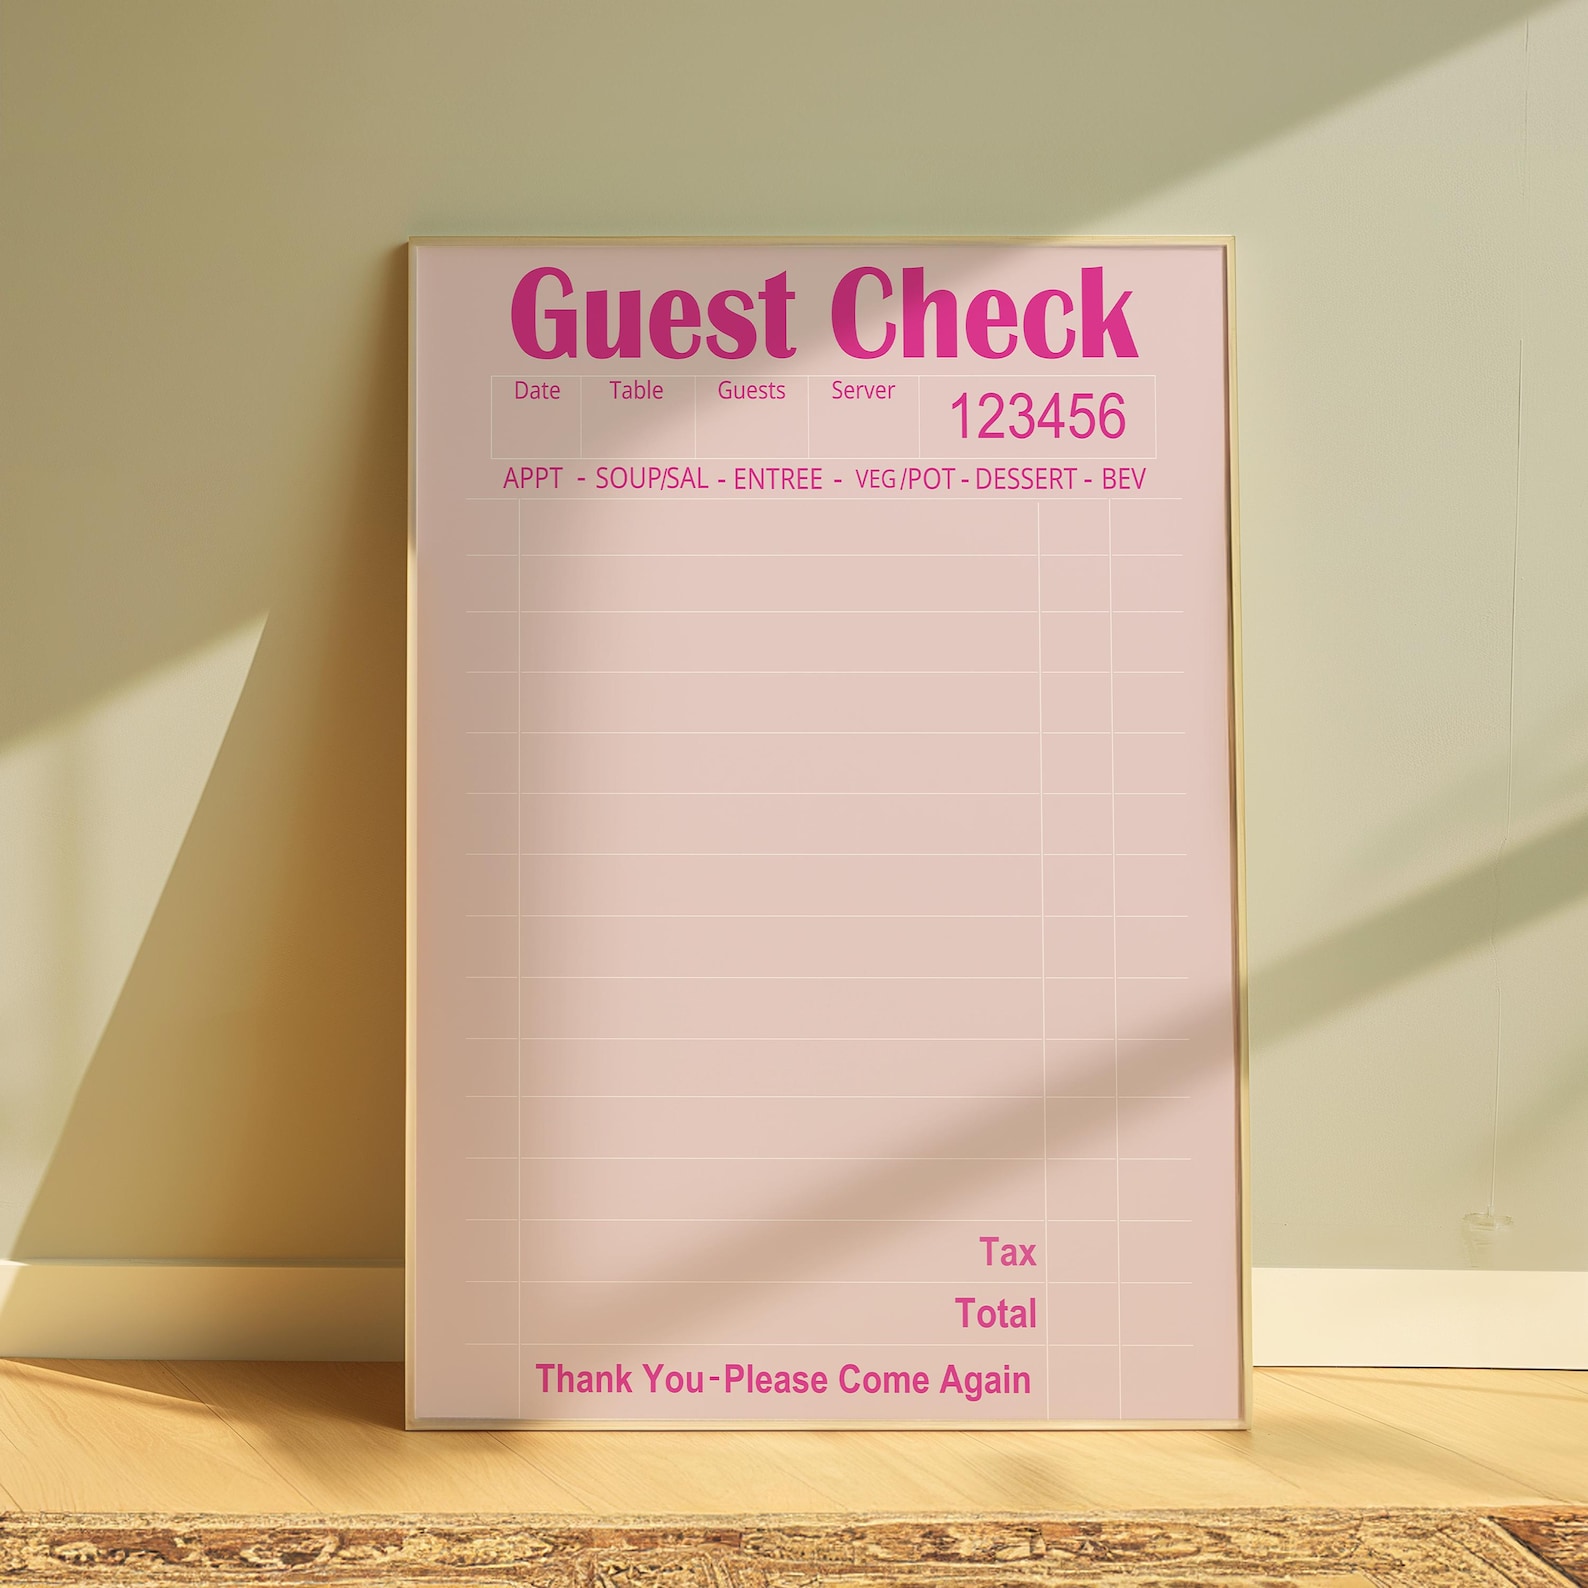 Guest Check
Date Table Guests Server 123456
APPT - SOUP/SAL - ENTREE - VEG/POT - DESSERT - BEV
Tax
Total
Thank You-Please Come Again